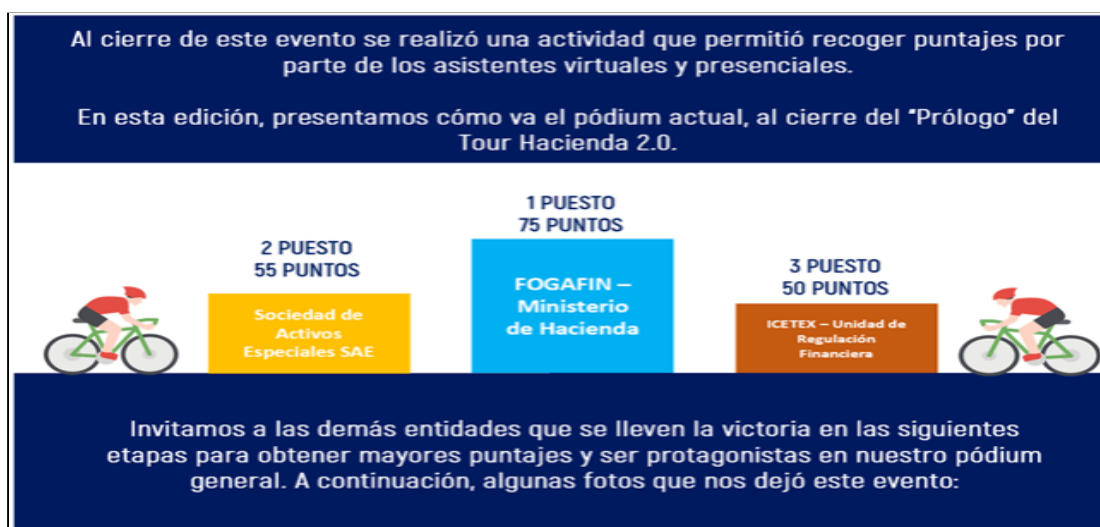 Al cierre de este evento se realizó una actividad que permitió recoger puntajes por
parte de los asistentes virtuales y presenciales.
En esta edición, presentamos cómo va el pódium actual, al cierre del "Prólogo" del
Tour Hacienda 2.0.
1 PUESTO
75 PUNTOS
2 PUESTO
55 PUNTOS
3 PUESTO
50 PUNTOS
FOGAFIN –
Ministerio
de Hacienda
Sociedad de
Activos
Especiales SAE
ICETEX – Unidad de
Regulación
Financiera
Invitamos a las demás entidades que se lleven la victoria en las siguientes
etapas para obtener mayores puntajes y ser protagonistas en nuestro pódium
general. A continuación, algunas fotos que nos dejó este evento: